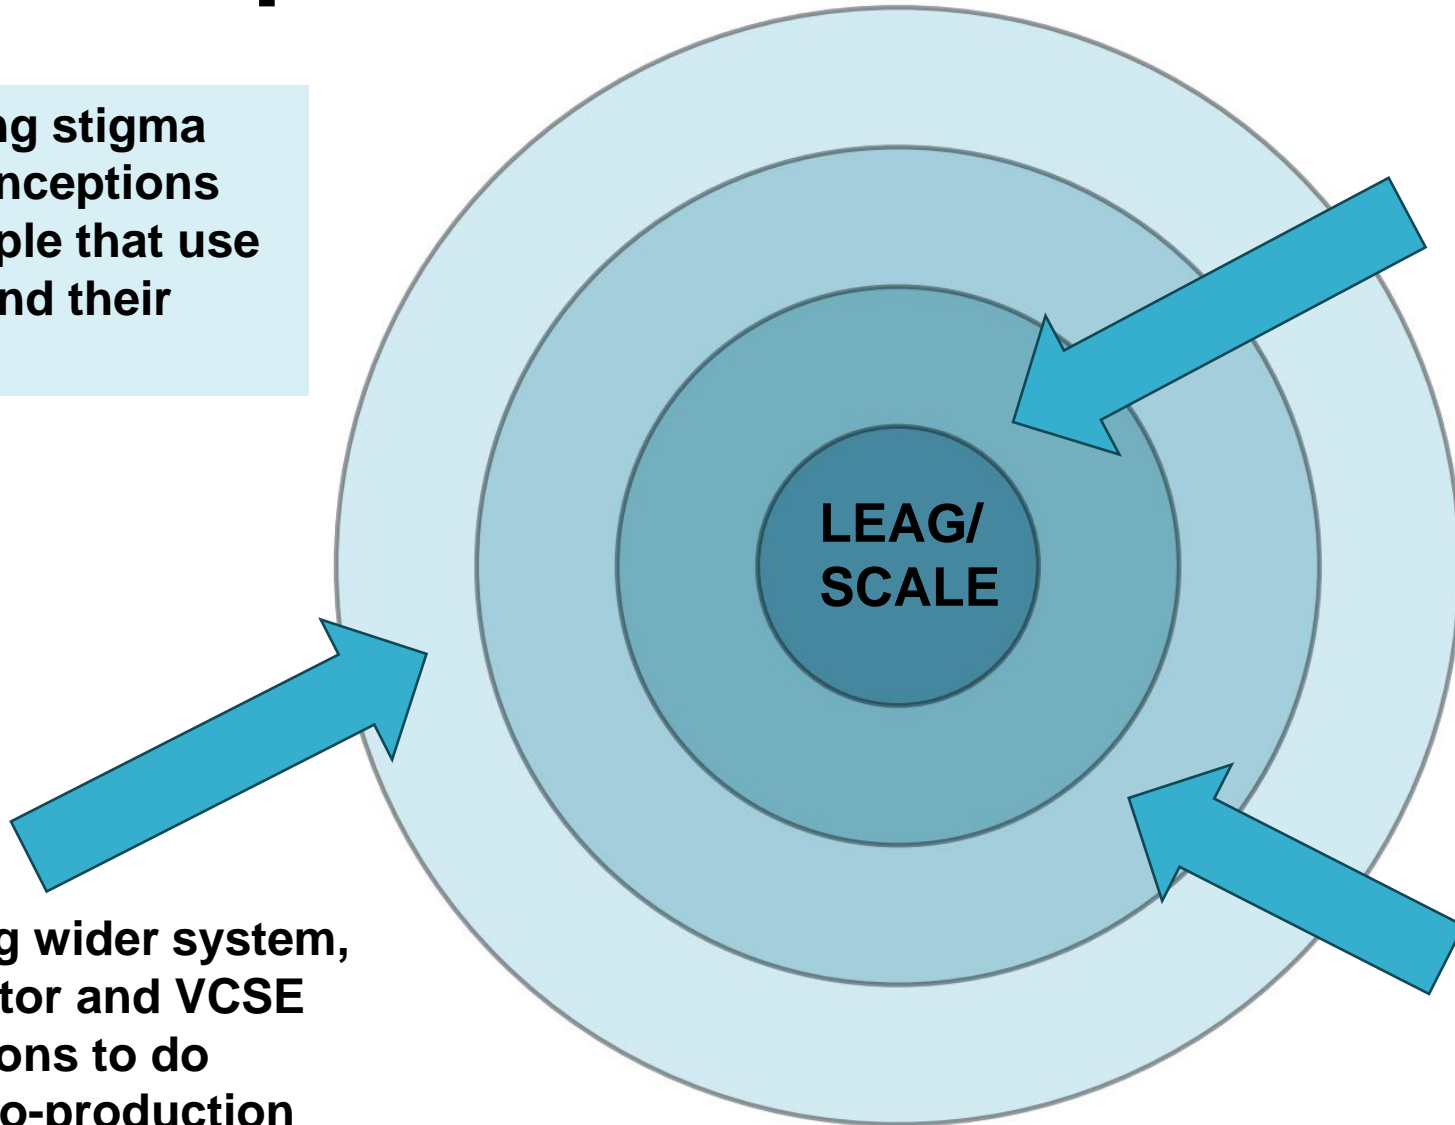 ng stigma
nceptions
ple that use
nd their
LEAG/
SCALE
g wider system,
tor and VCSE
ons to do
o-production